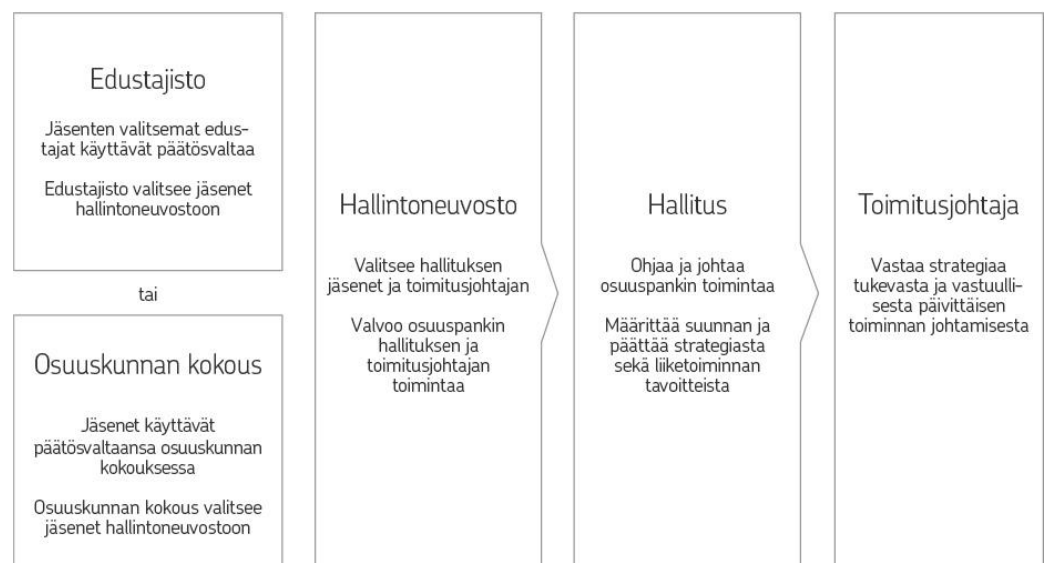 Edustajisto
Jäsenten valitsemat edus-
tajat käyttävät päätösvaltaa
Edustajisto valitsee jäsenet
hallintoneuvostoon
tai
Osuuskunnan kokous
Jäsenet käyttävät
päätösvaltaansa osuuskunnan
kokouksessa
Osuuskunnan kokous valitsee
jäsenet hallintoneuvostoon
Hallintoneuvosto
Valitsee hallituksen
jäsenet ja toimitusjohtajan
Valvoo osuuspankin
hallituksen ja
toimitusjohtajan
toimintaa
Hallitus
Ohjaa ja johtaa
osuuspankin toimintaa
Määrittää suunnan ja
päättää strategiasta
sekä liiketoiminnan
tavoitteista
Toimitusjohtaja
Vastaa strategiaa
tukevasta ja vastuulli-
sesta päivittäisen
toiminnan johtamisesta